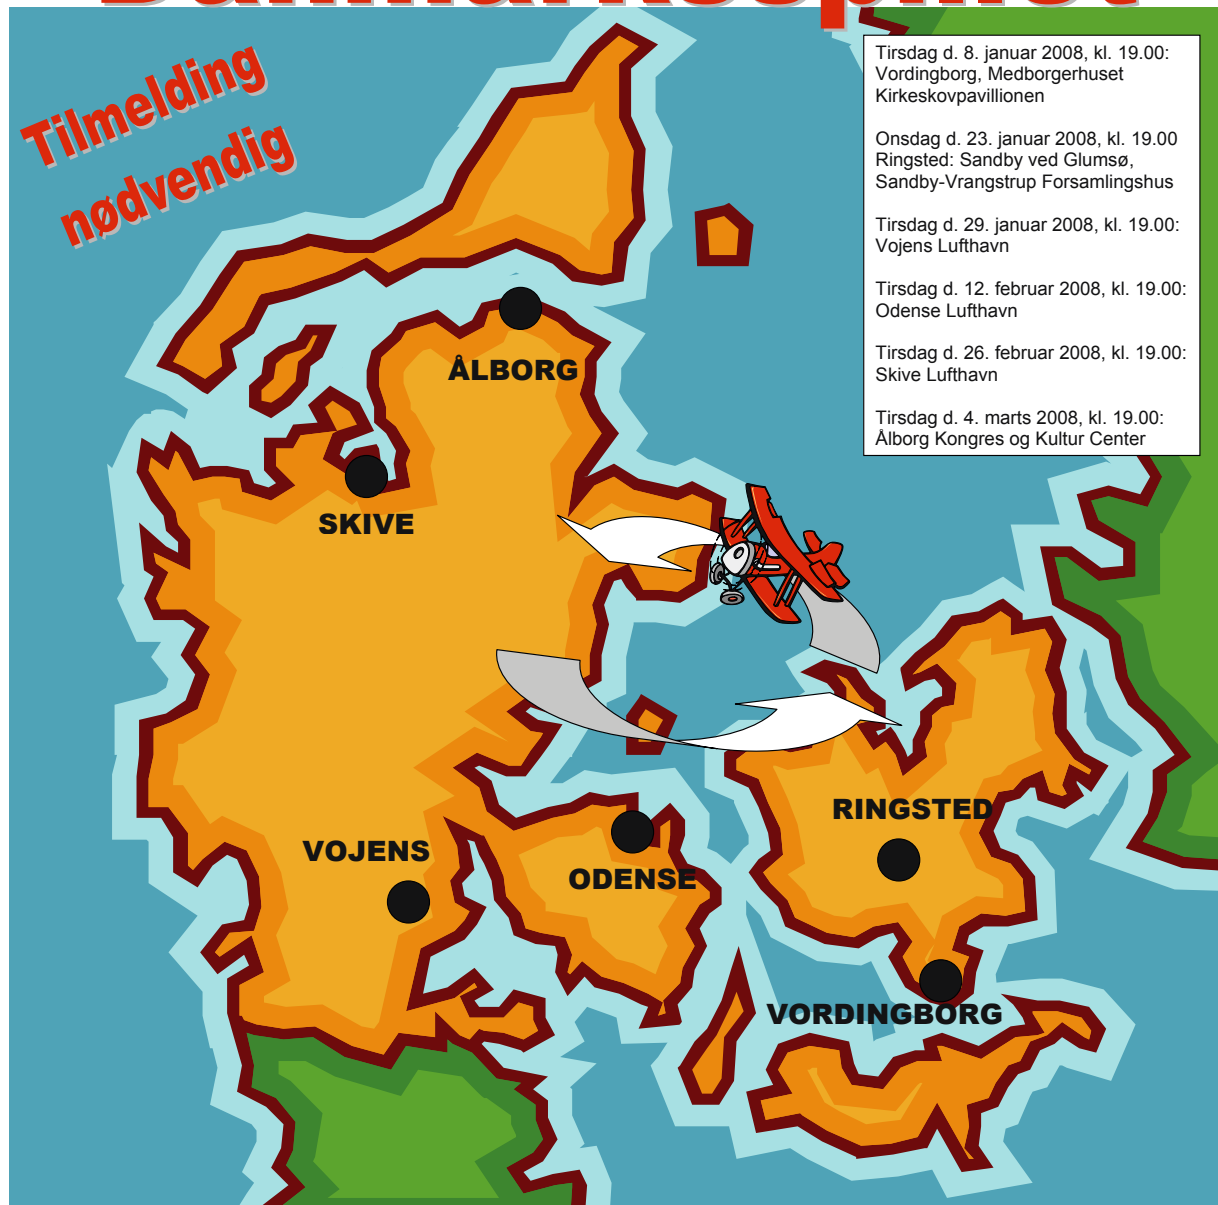 Tilmelding
nødvendig
Tirsdag d. 8. januar 2008, kl. 19.00:
Vordingborg, Medborgerhuset
Kirkeskovpavillionen
Onsdag d. 23. januar 2008, kl. 19.00
Ringsted: Sandby ved Glumsø,
Sandby-Vrangstrup Forsamlingshus
Tirsdag d. 29. januar 2008, kl. 19.00:
Vojens Lufthavn
Tirsdag d. 12. februar 2008, kl. 19.00:
Odense Lufthavn
Tirsdag d. 26. februar 2008, kl. 19.00:
Skive Lufthavn
Tirsdag d. 4. marts 2008, kl. 19.00:
Ålborg Kongres og Kultur Center
ÅLBORG
SKIVE
RINGSTED
VOJENS
ODENSE
VORDINGBORG